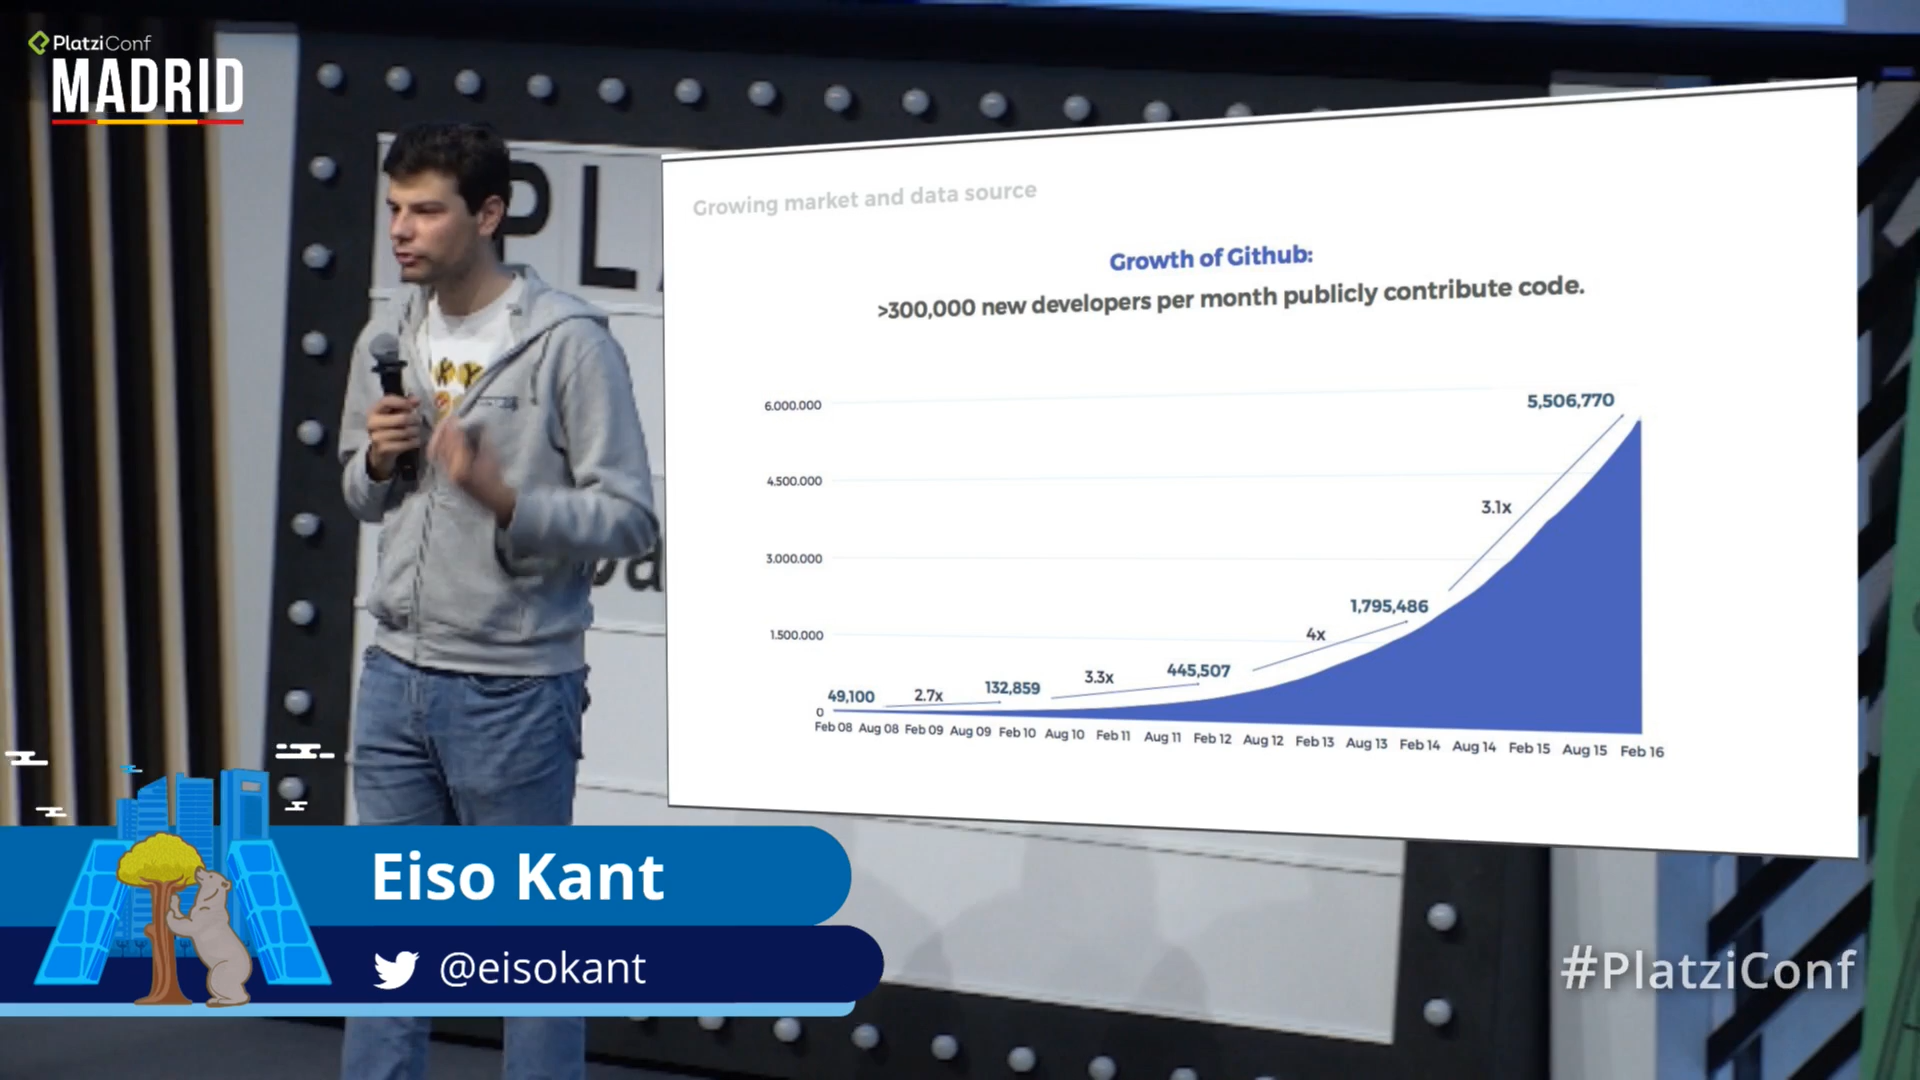 PlatziConf
MADRID
PL
Growing market and data source
Growth of Github:
>300,000 new developers per month publicly contribute code.
6.000.000
4.500.000
3.000.000
1.500.000
0
49,100
2.7x
132,859
3.3x
445,507
4x
1,795,486
3.1x
5,506,770
Feb 08 Aug 08 Feb 09 Aug 09 Feb 10 Aug 10 Feb 11 Aug 11 Feb 12 Aug 12 Feb 13 Aug 13 Feb 14 Aug 14 Feb 15 Aug 15 Feb 16
Eiso Kant
@eisokant
#PlatziConf